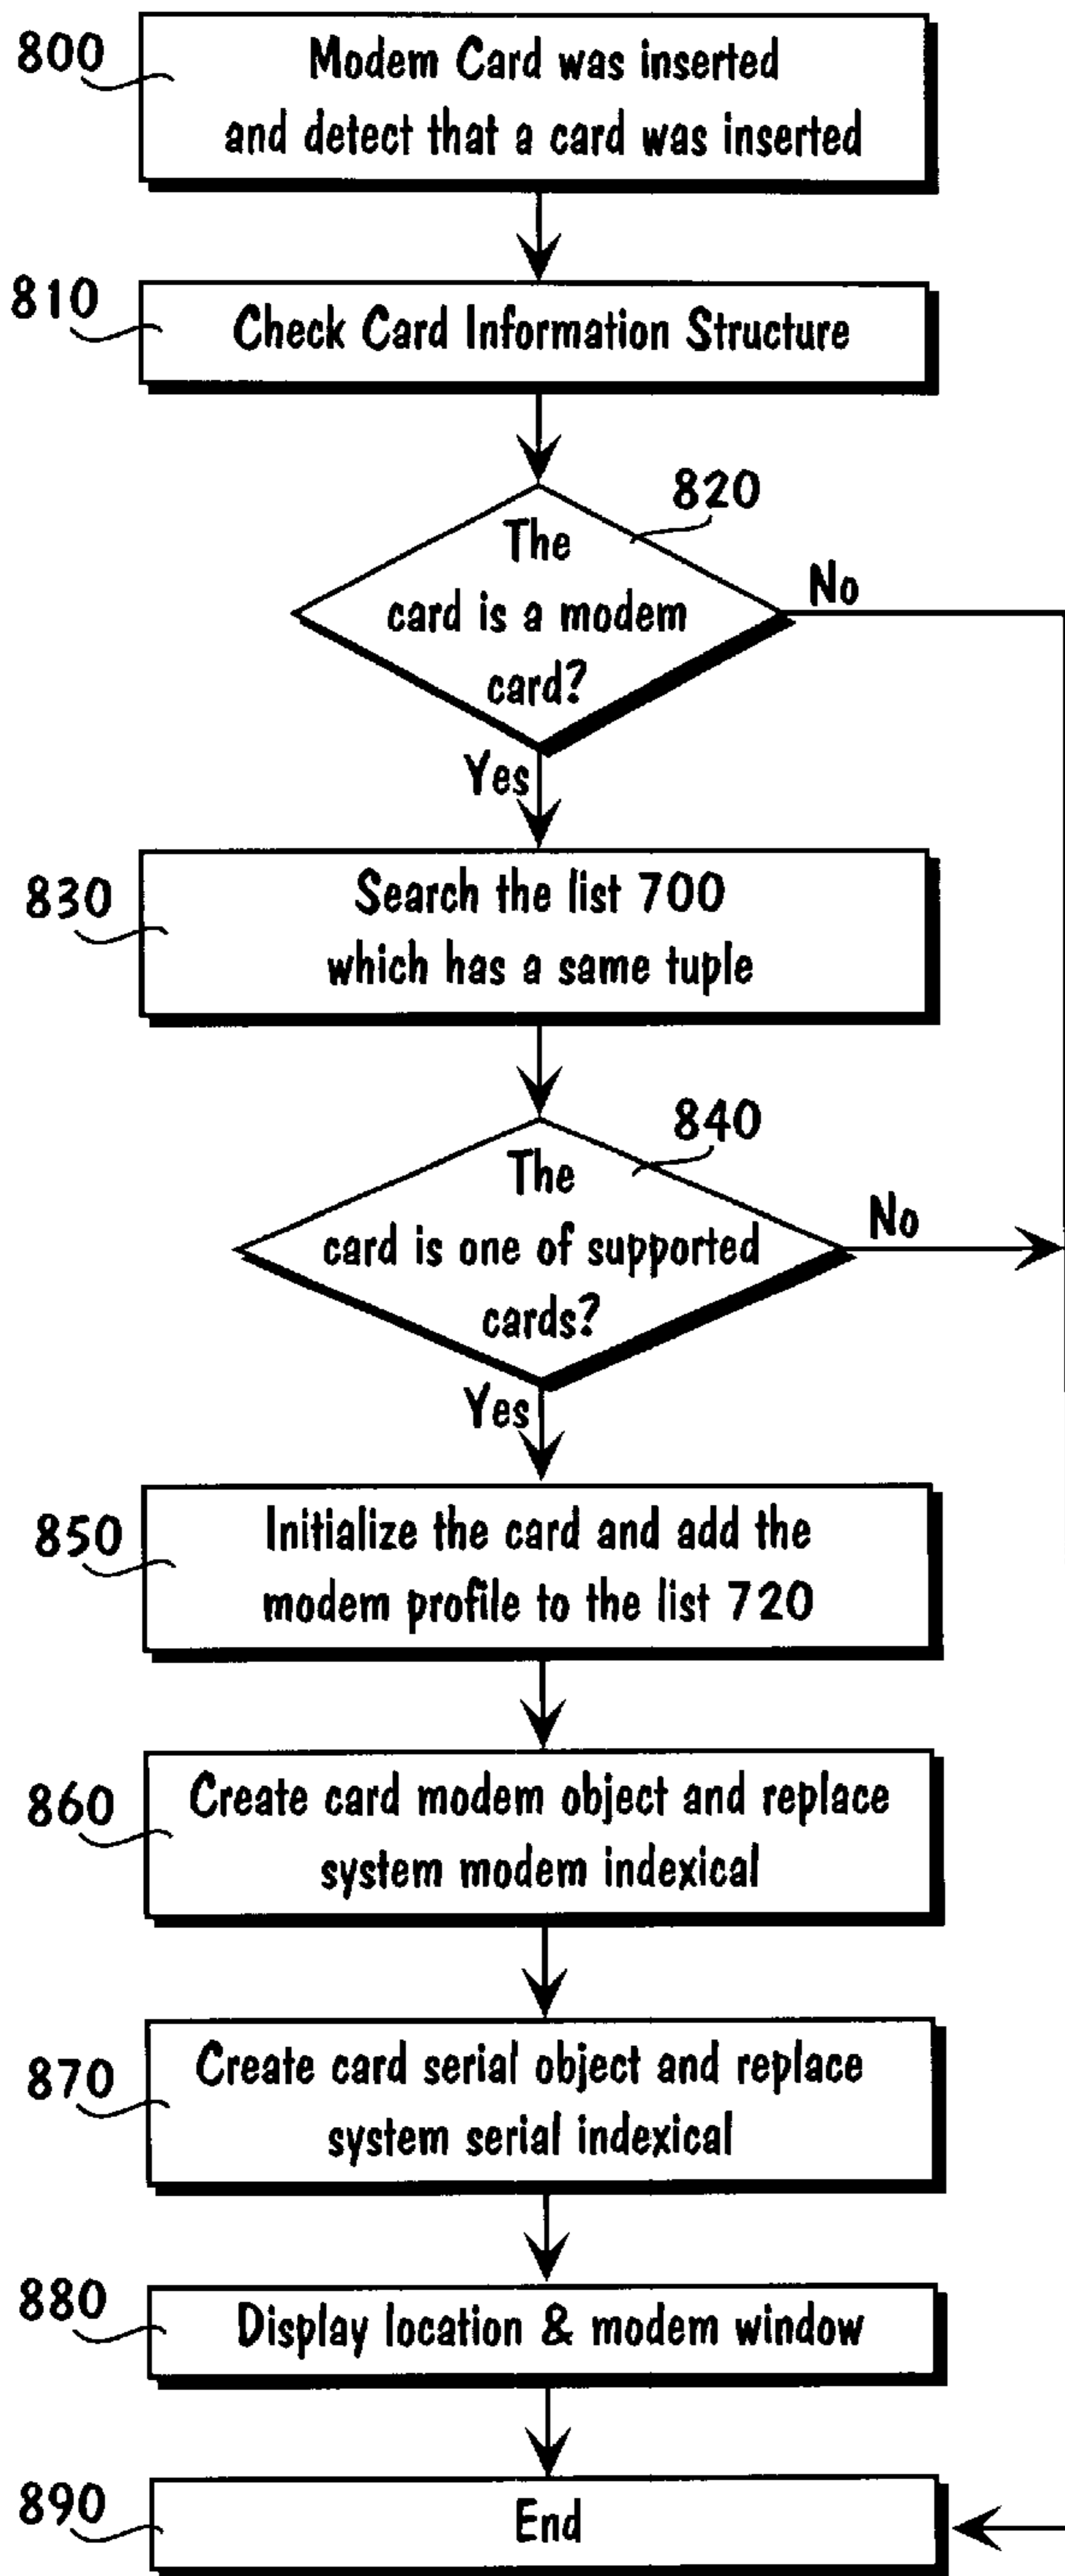 800
Modem Card was inserted
and detect that a card was inserted
810
Check Card Information Structure
820
The
card is a modem
card?
No
Yes
830
Search the list 700
which has a same tuple
840
The
card is one of supported
cards?
No
Yes
850
Initialize the card and add the
modem profile to the list 720
860
Create card modem object and replace
system modem indexical
870
Create card serial object and replace
system serial indexical
880
Display location & modem window
890
End